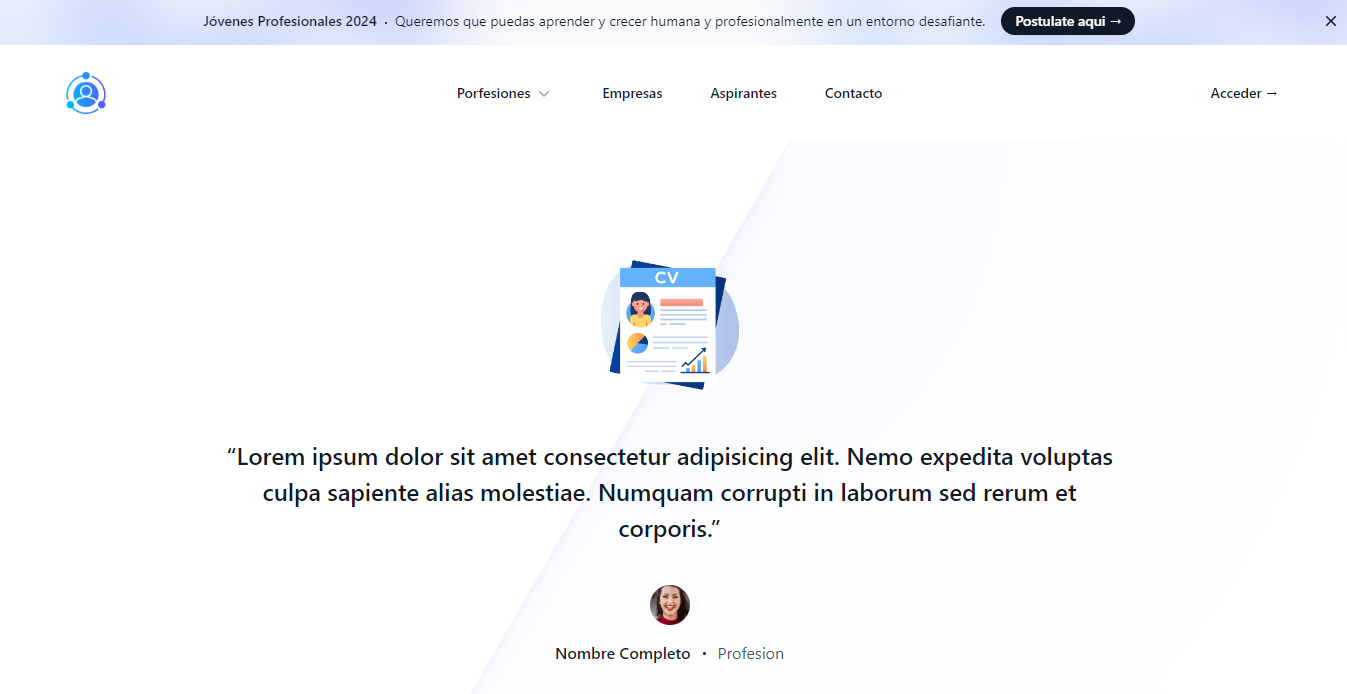 Jóvenes Profesionales 2024 · Queremos que puedas aprender y crecer humana y profesionalmente en un entorno desafiante. Postulate aqui →
Porfesiones Empresas Aspirantes Contacto Acceder →
CV
“Lorem ipsum dolor sit amet consectetur adipisicing elit. Nemo expedita voluptas
culpa sapiente alias molestiae. Numquam corrupti in laborum sed rerum et
corporis.”
Nombre Completo · Profesion